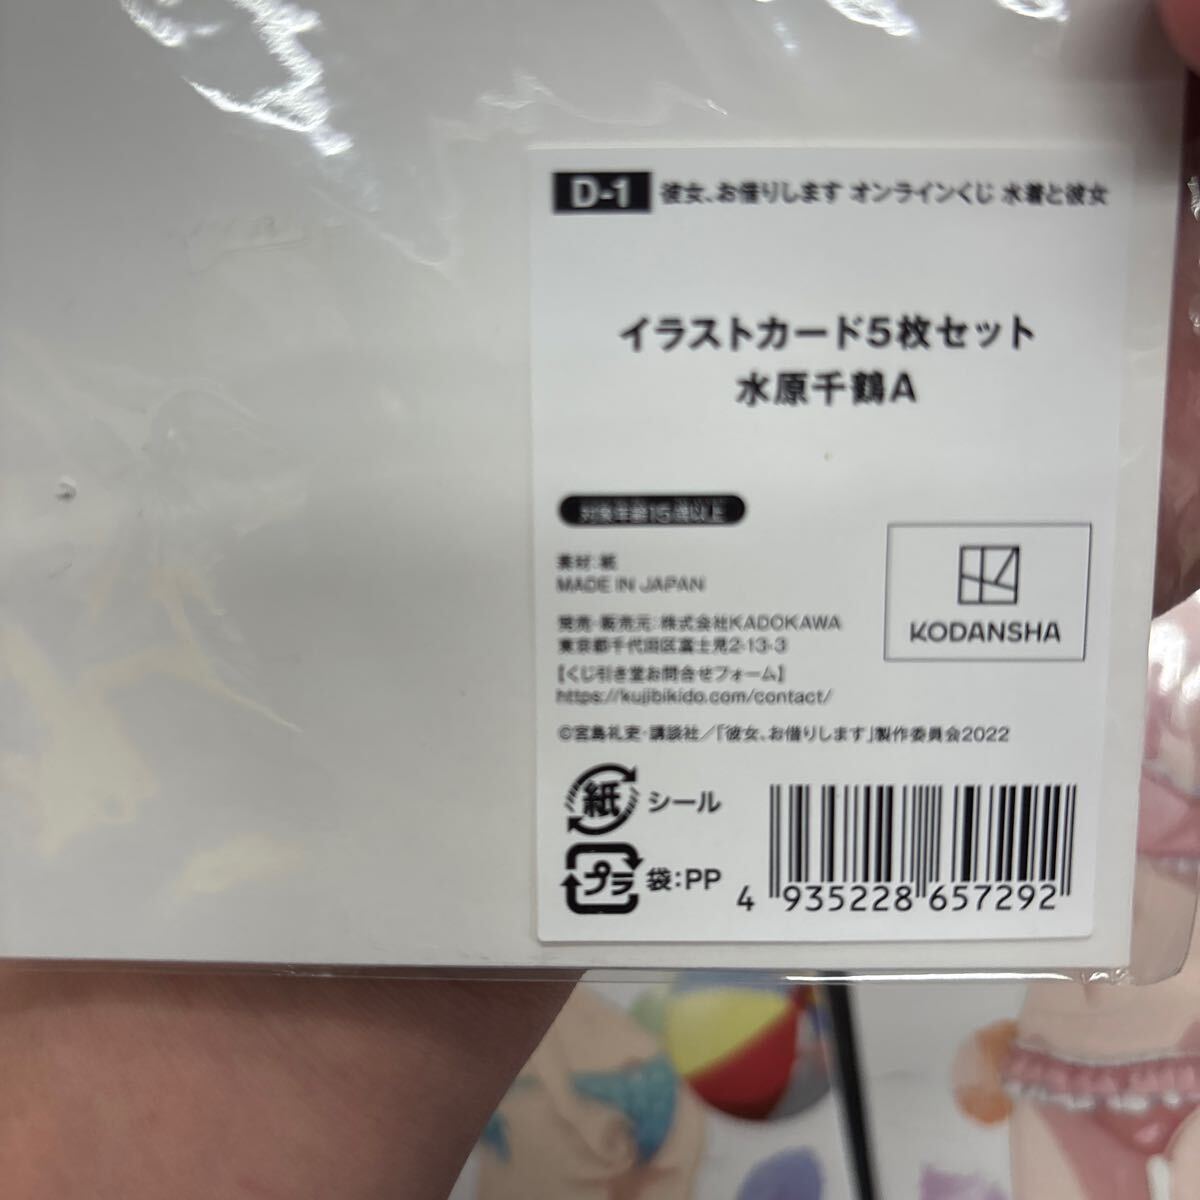 D-1 彼女、お借りします オンラインくじ 水着と彼女
イラストカード5枚セット
水原千鶴A
対象年齢15歳以上
素材:紙
MADE IN JAPAN
発売・販売元:株式会社KADOKAWA
東京都千代田区富士見2-13-3
【くじ引き堂お問合せフォーム】
https://kujibikido.com/contact/
KODANSHA
©宮島礼吏・講談社/「彼女、お借りします」製作委員会2022
紙 シール
プラ 袋:PP
4 935228 657292